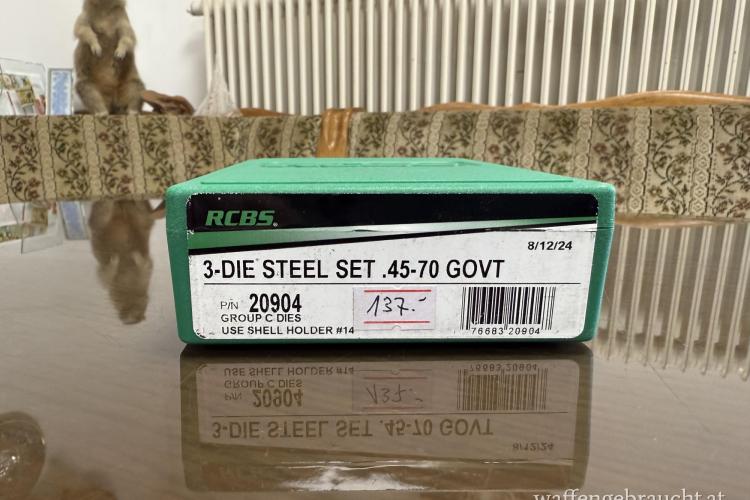 RCBS®
8/12/24
3-DIE STEEL SET .45-70 GOVT
P/N 20904
GROUP C DIES
USE SHELL HOLDER #14
137.-
76683 20904
waffengebraucht.at